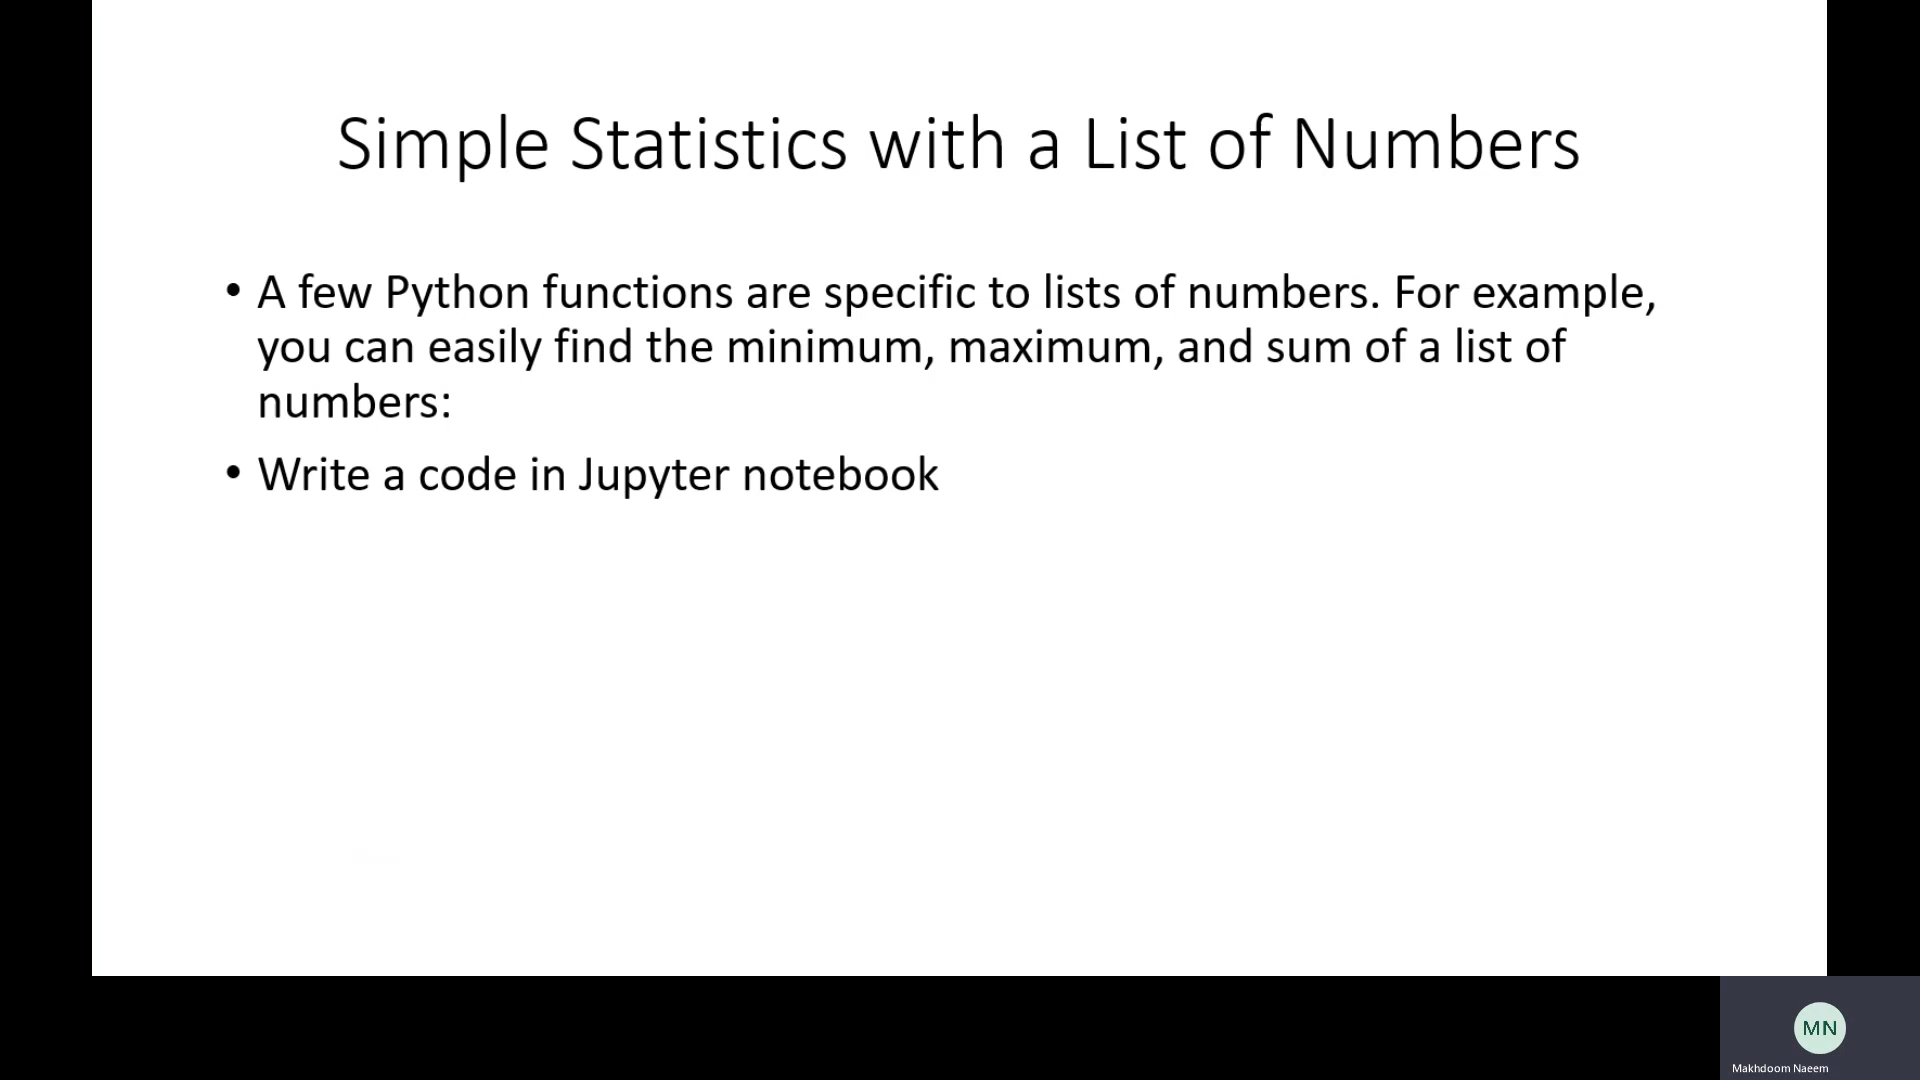 Simple Statistics with a List of Numbers
• A few Python functions are specific to lists of numbers. For example,
you can easily find the minimum, maximum, and sum of a list of
numbers:
• Write a code in Jupyter notebook
MN
Makhdoom Naeem